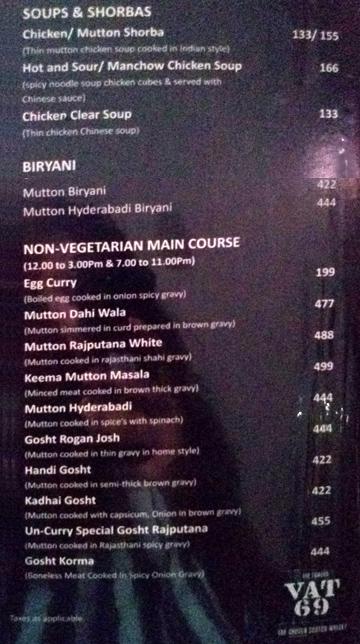 SOUPS & SHORBAS
Chicken/ Mutton Shorba 133/ 155
(Thin mutton chicken soup cooked in Indian style)
Hot and Sour/ Manchow Chicken Soup 166
(spicy noodle soup chicken cubes & served with
Chinese sauce)
Chicken Clear Soup 133
(Thin chicken Chinese soup)
BIRYANI
Mutton Biryani 422
Mutton Hyderabadi Biryani 444
NON-VEGETARIAN MAIN COURSE
(12.00 to 3.00Pm & 7.00 to 11.00Pm)
Egg Curry 199
(Boiled egg cooked in onion spicy gravy)
Mutton Dahi Wala 477
(Mutton simmered in curd prepared in brown gravy)
Mutton Rajputana White 488
(Mutton cooked in rajasthani shahi gravy)
Keema Mutton Masala 499
(Minced meat cooked in brown thick gravy)
Mutton Hyderabadi 444
(Mutton cooked in spice's with spinach)
Gosht Rogan Josh 444
(Mutton cooked in thin gravy in home style)
Handi Gosht 422
(Mutton cooked in semi-thick brown gravy)
Kadhai Gosht 422
(Mutton cooked with capsicum, Onion in brown gravy)
Un-Curry Special Gosht Rajputana 455
(Mutton cooked in Rajasthani spicy gravy)
Gosht Korma 444
(Boneless Meat Cooked In Spicy Onion Gravy)
VAT
69
Taxes as applicable